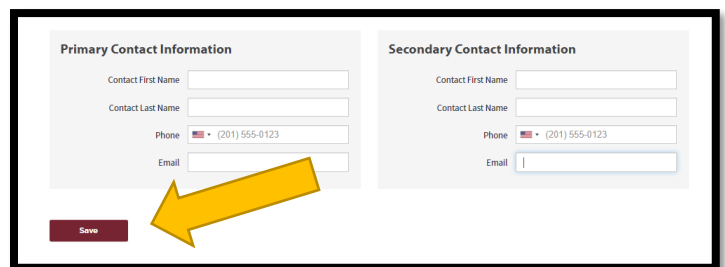 Primary Contact Information
Contact First Name
Contact Last Name
Phone (201) 555-0123
Email
Secondary Contact Information
Contact First Name
Contact Last Name
Phone (201) 555-0123
Email
Save